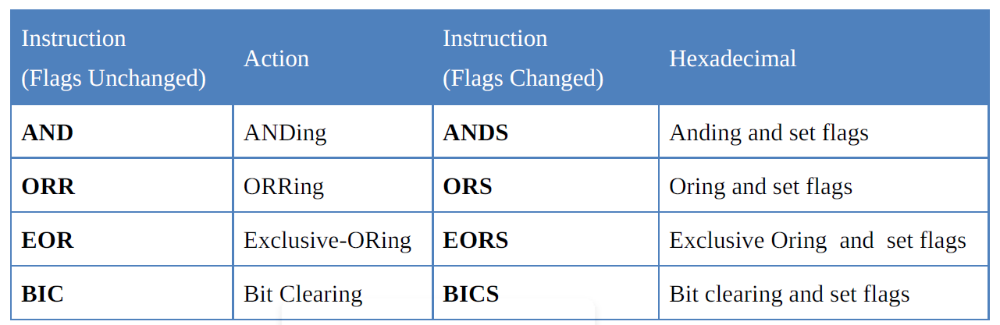 Instruction
(Flags Unchanged)
Action
Instruction
(Flags Changed)
Hexadecimal
AND ANDing ANDS Anding and set flags
ORR ORRing ORS Oring and set flags
EOR Exclusive-ORing EORS Exclusive Oring and set flags
BIC Bit Clearing BICS Bit clearing and set flags